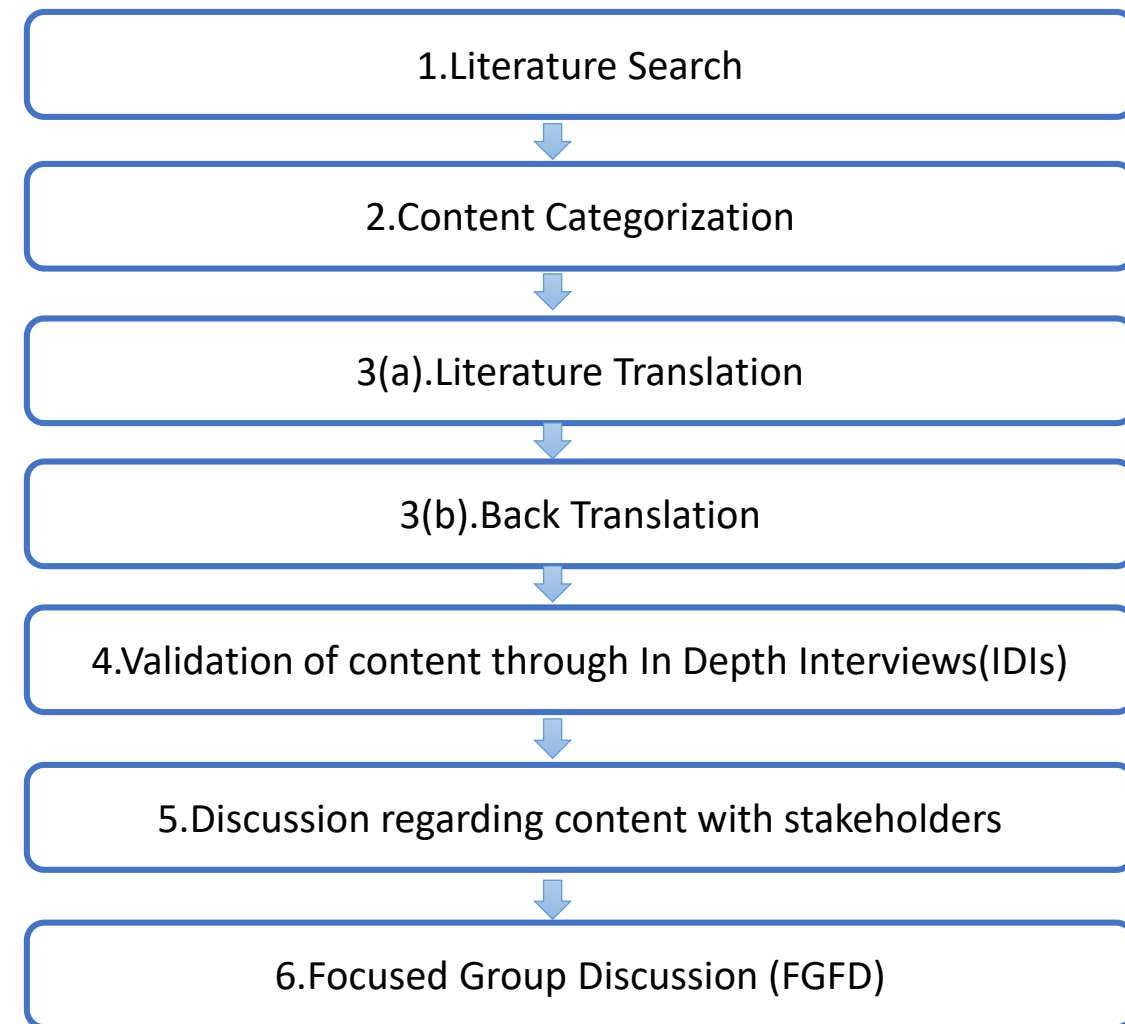 1.Literature Search
2.Content Categorization
3(a).Literature Translation
3(b).Back Translation
4.Validation of content through In Depth Interviews(IDIs)
5.Discussion regarding content with stakeholders
6.Focused Group Discussion (FGFD)